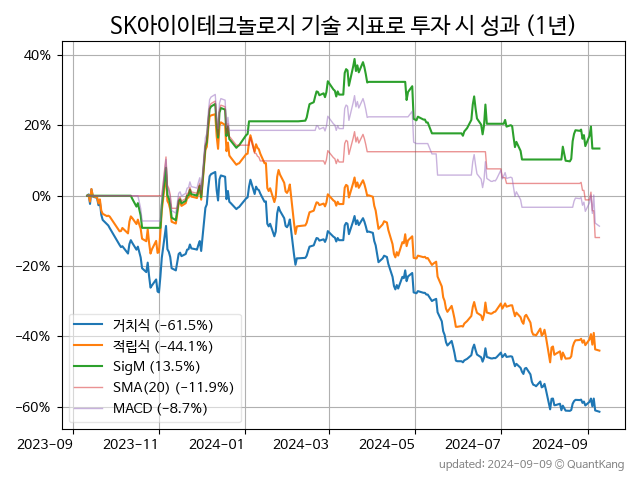 SK아이이테크놀로지 기술 지표로 투자 시 성과 (1년)
40%
20%
0%
−20%
−40%
−60%
거치식 (−61.5%)
적립식 (−44.1%)
SigM (13.5%)
SMA(20) (−11.9%)
MACD (−8.7%)
2023-09 2023-11 2024-01 2024-03 2024-05 2024-07 2024-09
updated: 2024-09-09 © QuantKang